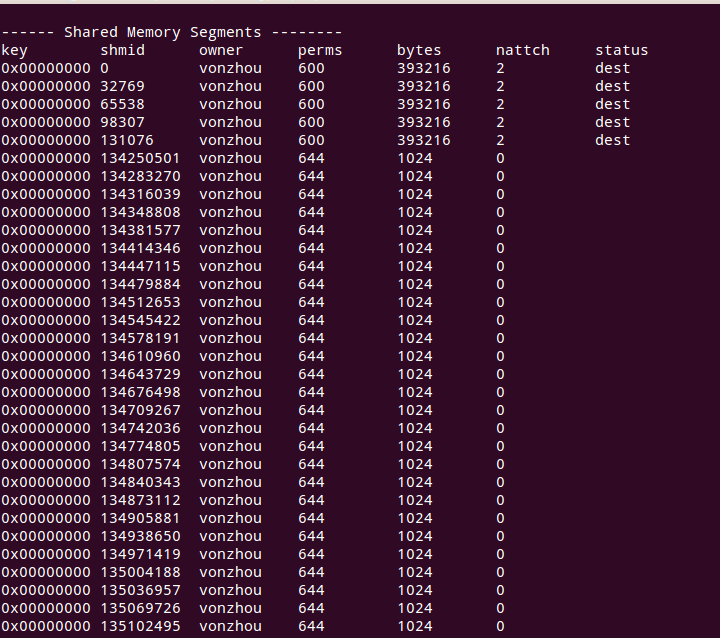 ------ Shared Memory Segments --------
key        shmid      owner      perms      bytes      nattch     status
0x00000000 0          vonzhou    600        393216     2          dest
0x00000000 32769      vonzhou    600        393216     2          dest
0x00000000 65538      vonzhou    600        393216     2          dest
0x00000000 98307      vonzhou    600        393216     2          dest
0x00000000 131076     vonzhou    600        393216     2          dest
0x00000000 134250501  vonzhou    644        1024       0
0x00000000 134283270  vonzhou    644        1024       0
0x00000000 134316039  vonzhou    644        1024       0
0x00000000 134348808  vonzhou    644        1024       0
0x00000000 134381577  vonzhou    644        1024       0
0x00000000 134414346  vonzhou    644        1024       0
0x00000000 134447115  vonzhou    644        1024       0
0x00000000 134479884  vonzhou    644        1024       0
0x00000000 134512653  vonzhou    644        1024       0
0x00000000 134545422  vonzhou    644        1024       0
0x00000000 134578191  vonzhou    644        1024       0
0x00000000 134610960  vonzhou    644        1024       0
0x00000000 134643729  vonzhou    644        1024       0
0x00000000 134676498  vonzhou    644        1024       0
0x00000000 134709267  vonzhou    644        1024       0
0x00000000 134742036  vonzhou    644        1024       0
0x00000000 134774805  vonzhou    644        1024       0
0x00000000 134807574  vonzhou    644        1024       0
0x00000000 134840343  vonzhou    644        1024       0
0x00000000 134873112  vonzhou    644        1024       0
0x00000000 134905881  vonzhou    644        1024       0
0x00000000 134938650  vonzhou    644        1024       0
0x00000000 134971419  vonzhou    644        1024       0
0x00000000 135004188  vonzhou    644        1024       0
0x00000000 135036957  vonzhou    644        1024       0
0x00000000 135069726  vonzhou    644        1024       0
0x00000000 135102495  vonzhou    644        1024       0